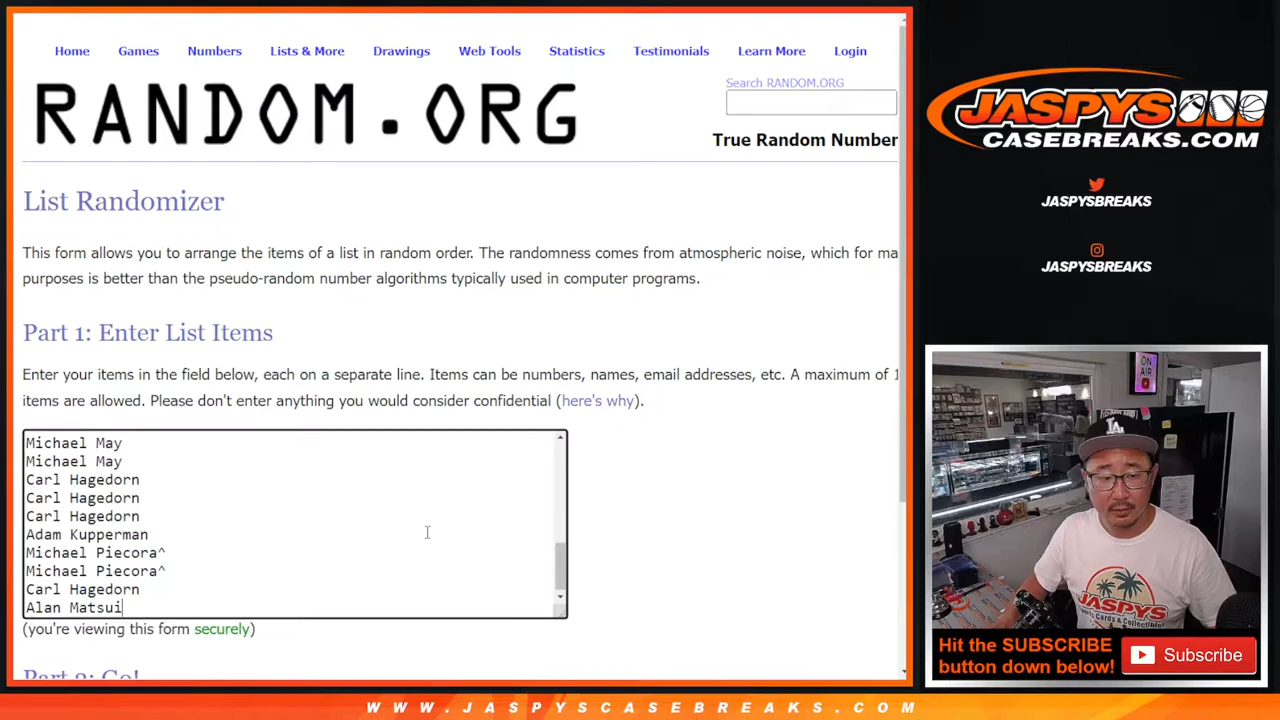 Home Games Numbers Lists & More Drawings Web Tools Statistics Testimonials Learn More Login
RANDOM.ORG
Search RANDOM.ORG
True Random Number
List Randomizer
This form allows you to arrange the items of a list in random order. The randomness comes from atmospheric noise, which for ma
purposes is better than the pseudo-random number algorithms typically used in computer programs.
Part 1: Enter List Items
Enter your items in the field below, each on a separate line. Items can be numbers, names, email addresses, etc. A maximum of 1
items are allowed. Please don't enter anything you would consider confidential (here's why).
Michael May
Michael May
Carl Hagedorn
Carl Hagedorn
Carl Hagedorn
Adam Kupperman
Michael Piecora^
Michael Piecora^
Carl Hagedorn
Alan Matsui
(you're viewing this form securely)
Part 2: Go!
JASPYS
CASEBREAKS.COM
JASPYSBREAKS
JASPYSBREAKS
ON
AIR
LA
JASPYS
Hit the SUBSCRIBE
button down below!
Subscribe
WWW.JASPYSCASEBREAKS.COM